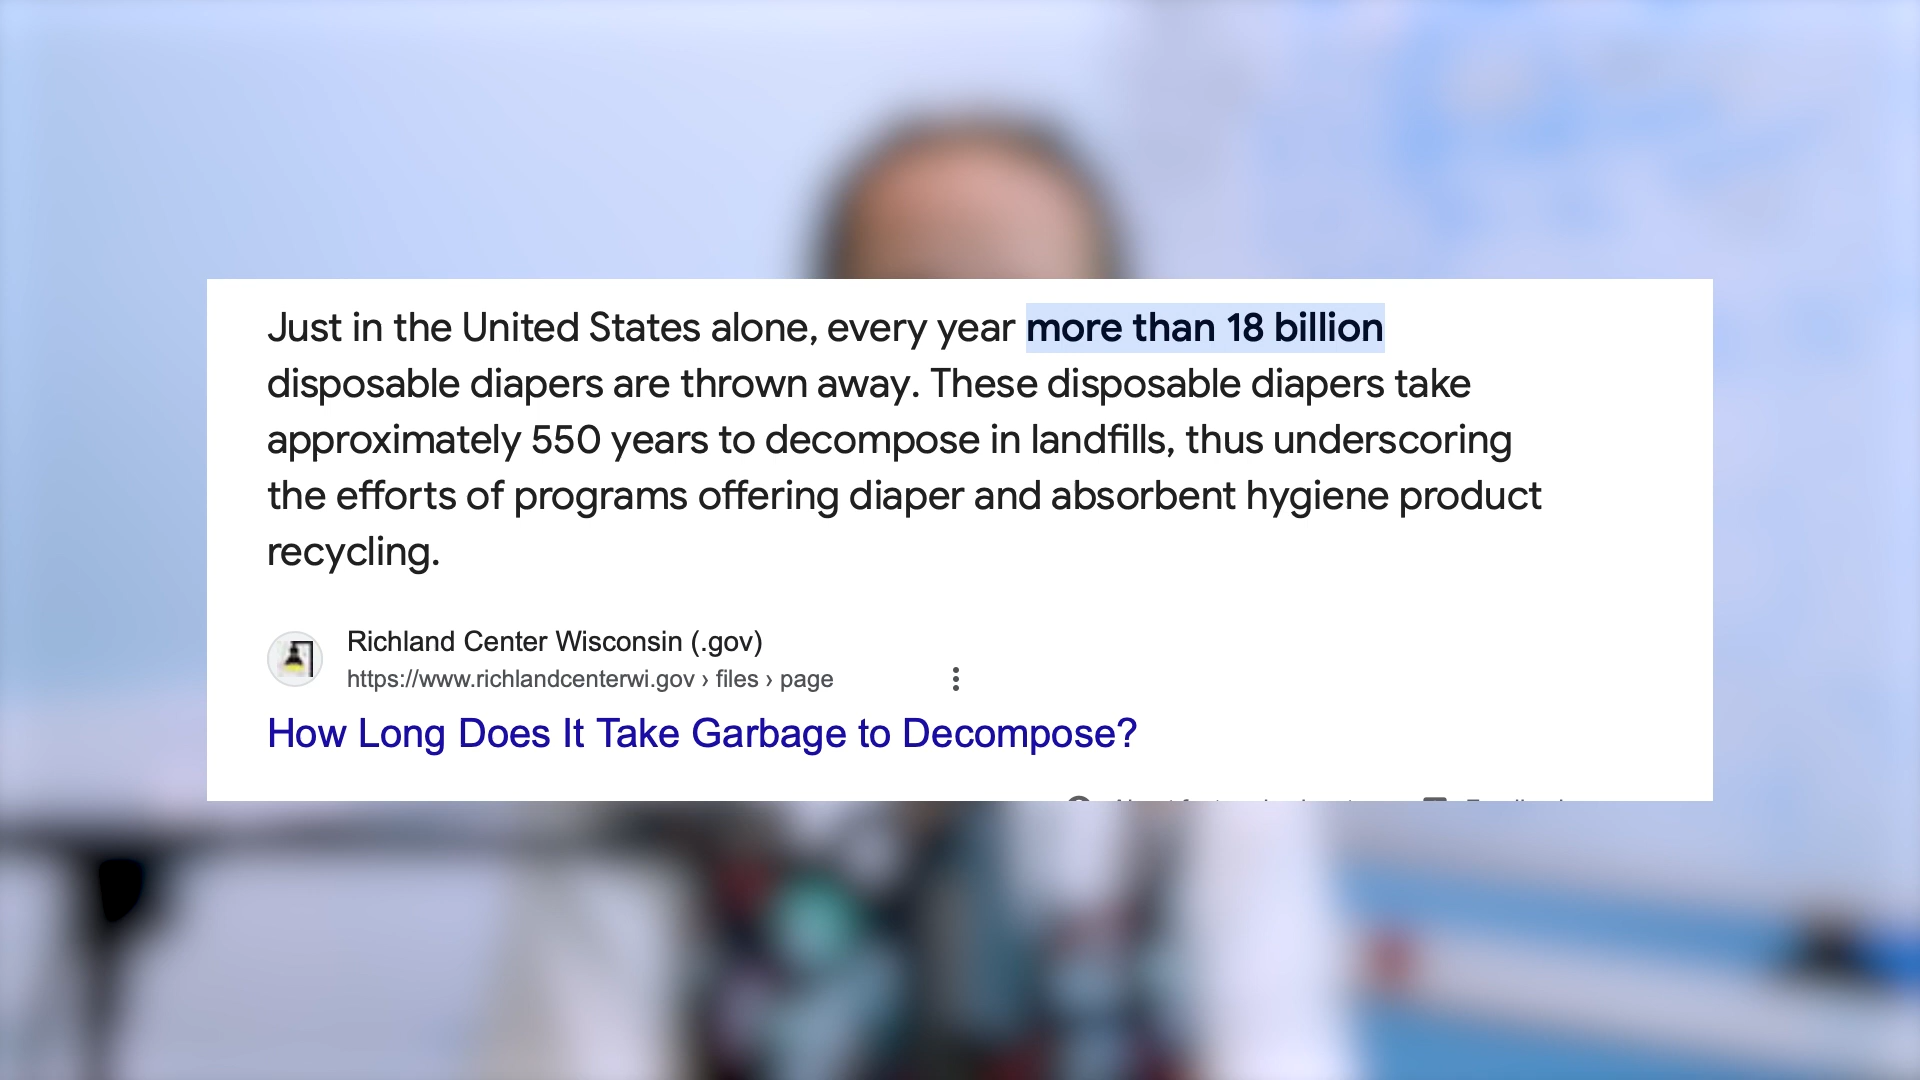 Just in the United States alone, every year more than 18 billion
disposable diapers are thrown away. These disposable diapers take
approximately 550 years to decompose in landfills, thus underscoring
the efforts of programs offering diaper and absorbent hygiene product
recycling.
Richland Center Wisconsin (.gov)
https://www.richlandcenterwi.gov › files › page
How Long Does It Take Garbage to Decompose?